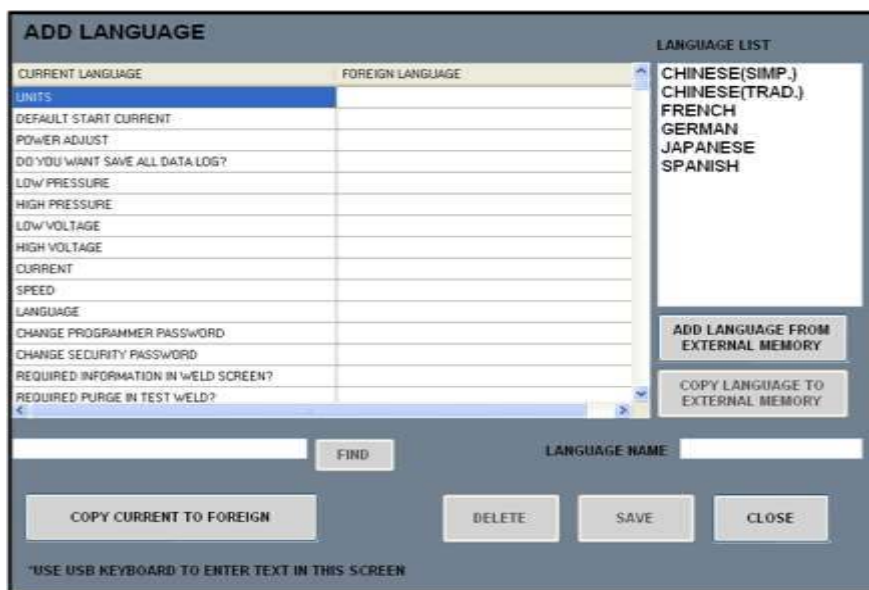 ADD LANGUAGE
LANGUAGE LIST
CURRENT LANGUAGE FOREIGN LANGUAGE
UNITS
DEFAULT START CURRENT
POWER ADJUST
DO YOU WANT SAVE ALL DATA LOG?
LOW PRESSURE
HIGH PRESSURE
LOW VOLTAGE
HIGH VOLTAGE
CURRENT
SPEED
LANGUAGE
CHANGE PROGRAMMER PASSWORD
CHANGE SECURITY PASSWORD
REQUIRED INFORMATION IN WELD SCREEN?
REQUIRED PURGE IN TEST WELD?
CHINESE(SIMP.)
CHINESE(TRAD.)
FRENCH
GERMAN
JAPANESE
SPANISH
ADD LANGUAGE FROM
EXTERNAL MEMORY
COPY LANGUAGE TO
EXTERNAL MEMORY
FIND
LANGUAGE NAME
COPY CURRENT TO FOREIGN
DELETE
SAVE
CLOSE
*USE USB KEYBOARD TO ENTER TEXT IN THIS SCREEN